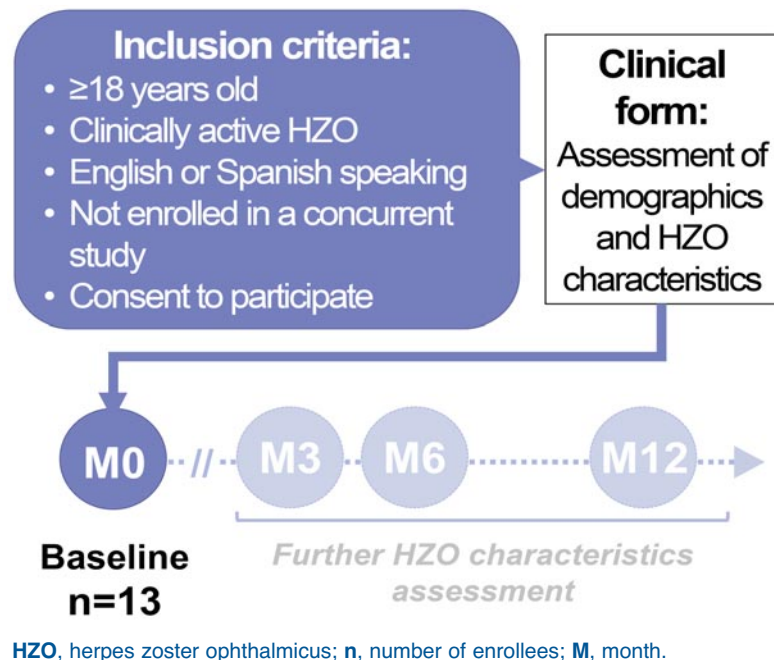 Inclusion criteria:
• ≥18 years old
• Clinically active HZO
• English or Spanish speaking
• Not enrolled in a concurrent
study
• Consent to participate
Clinical
form:
Assessment of
demographics
and HZO
characteristics
M0
//
M3
M6
M12
Baseline
n=13
Further HZO characteristics
assessment
HZO, herpes zoster ophthalmicus; n, number of enrollees; M, month.